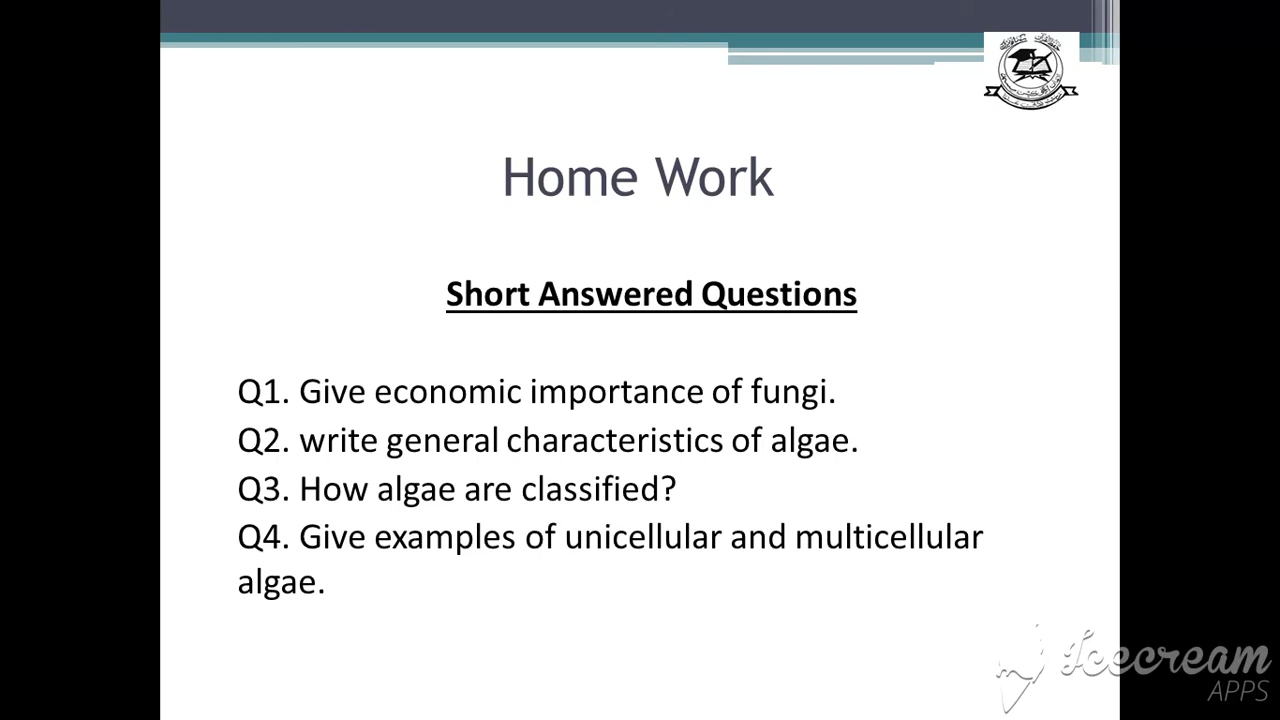 Home Work
Short Answered Questions
Q1. Give economic importance of fungi.
Q2. write general characteristics of algae.
Q3. How algae are classified?
Q4. Give examples of unicellular and multicellular
algae.
Icecream
APPS